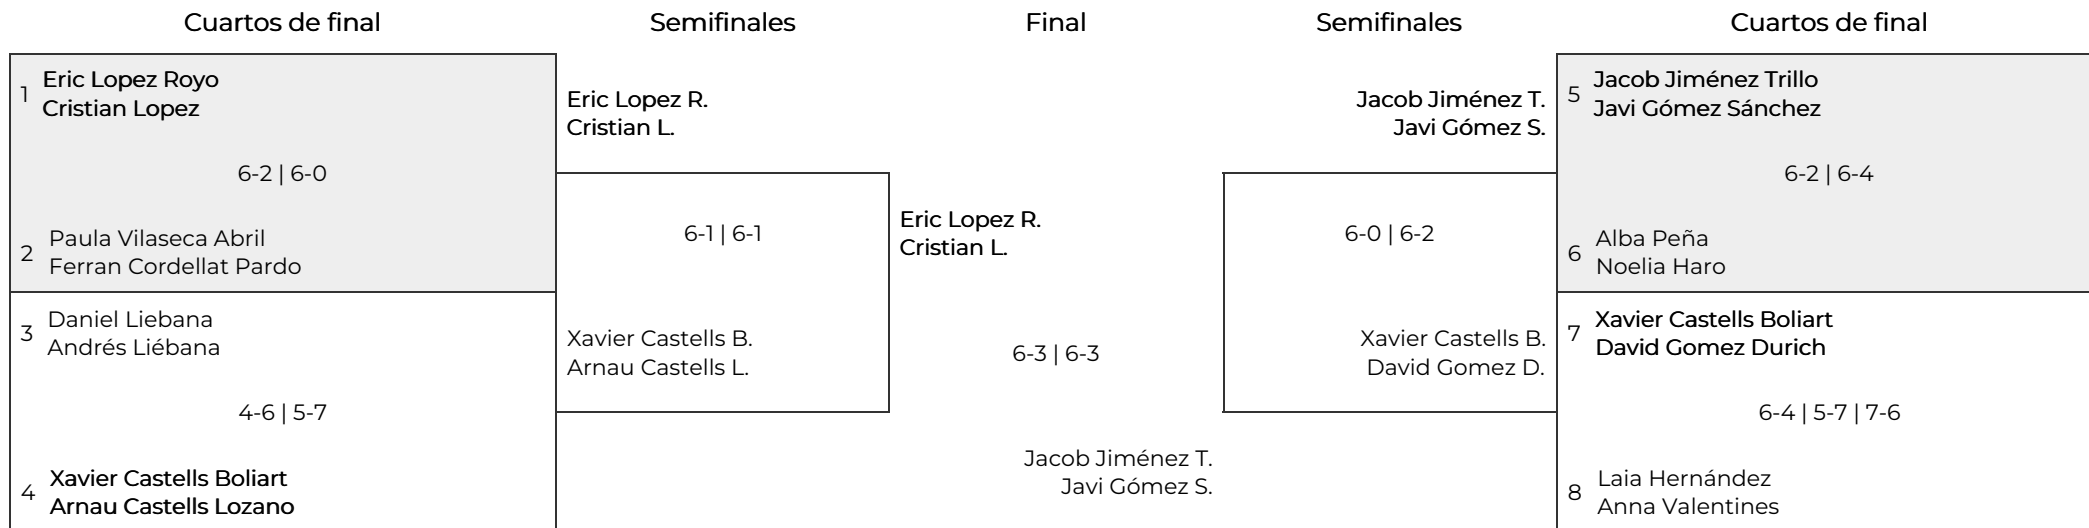 Cuartos de final
Semifinales
Final
Semifinales
Cuartos de final
1
Eric Lopez Royo
Cristian Lopez
6-2 | 6-0
2
Paula Vilaseca Abril
Ferran Cordellat Pardo
3
Daniel Liebana
Andrés Liébana
4-6 | 5-7
4
Xavier Castells Boliart
Arnau Castells Lozano
Eric Lopez R.
Cristian L.
6-1 | 6-1
Xavier Castells B.
Arnau Castells L.
Eric Lopez R.
Cristian L.
6-3 | 6-3
Jacob Jiménez T.
Javi Gómez S.
Jacob Jiménez T.
Javi Gómez S.
6-0 | 6-2
Xavier Castells B.
David Gomez D.
5
Jacob Jiménez Trillo
Javi Gómez Sánchez
6-2 | 6-4
6
Alba Peña
Noelia Haro
7
Xavier Castells Boliart
David Gomez Durich
6-4 | 5-7 | 7-6
8
Laia Hernández
Anna Valentines